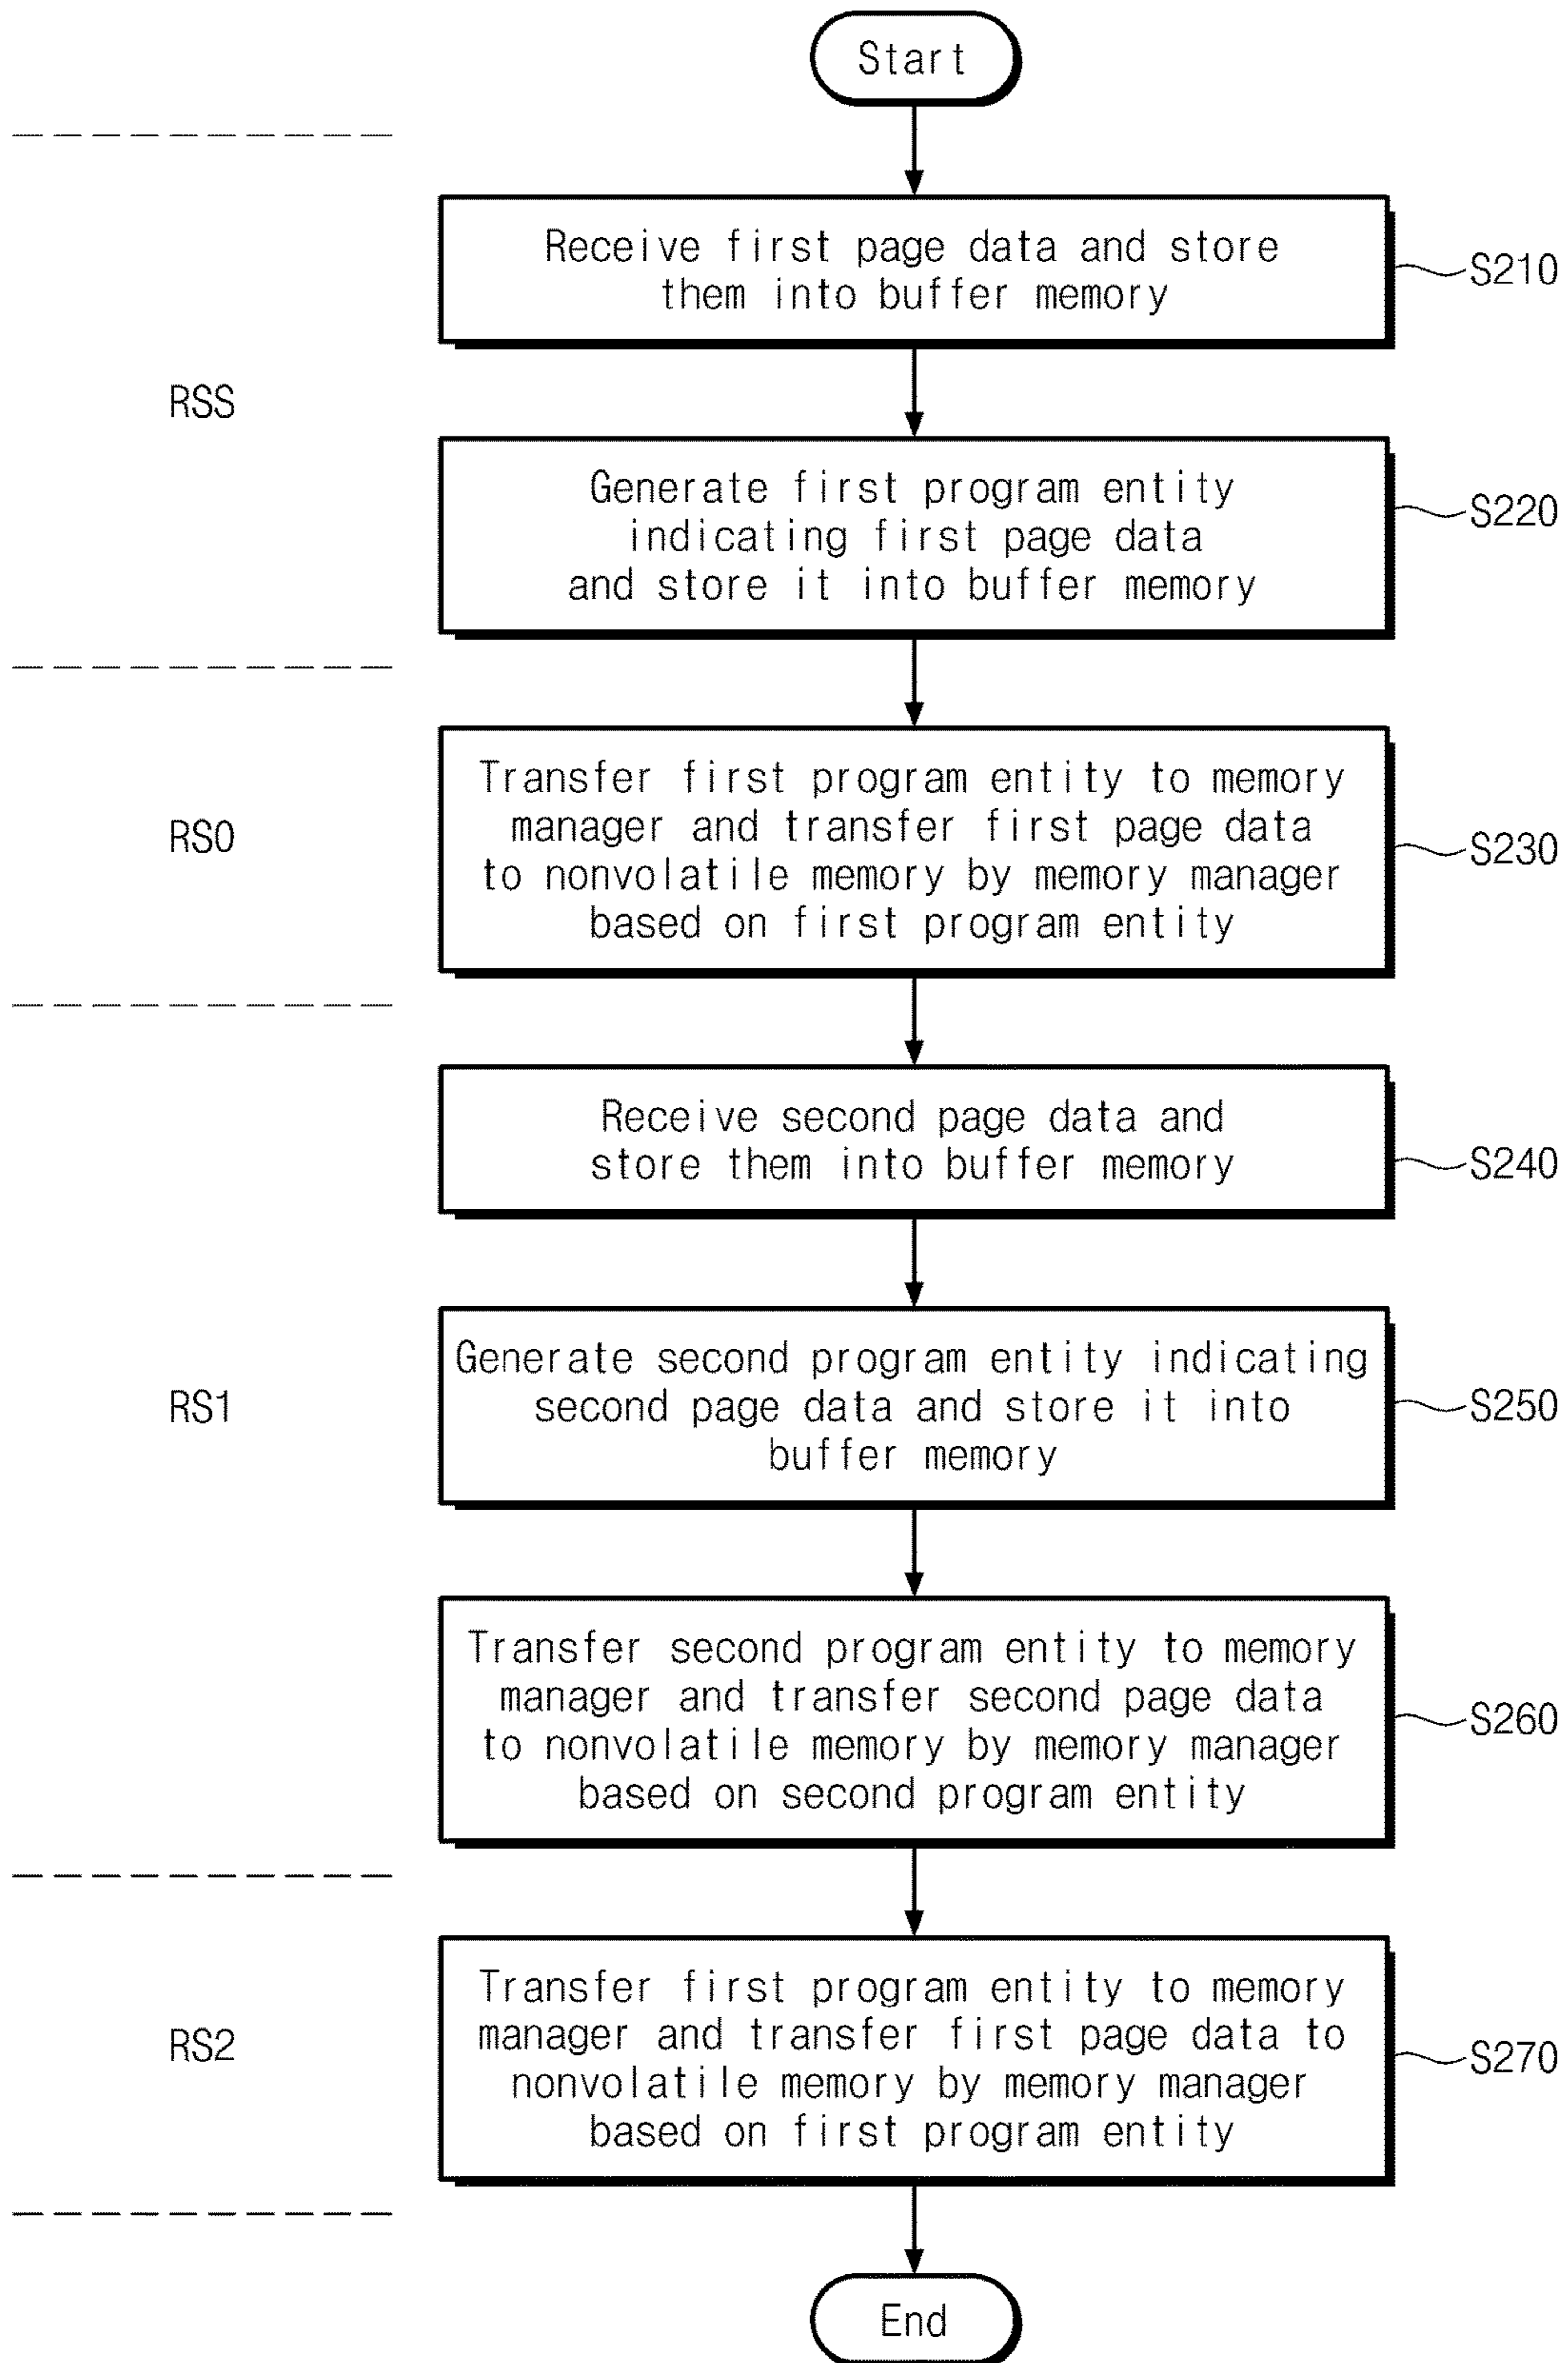 Start
Receive first page data and store
them into buffer memory
S210
RSS
Generate first program entity
indicating first page data
and store it into buffer memory
S220
RS0
Transfer first program entity to memory
manager and transfer first page data
to nonvolatile memory by memory manager
based on first program entity
S230
Receive second page data and
store them into buffer memory
S240
RS1
Generate second program entity indicating
second page data and store it into
buffer memory
S250
Transfer second program entity to memory
manager and transfer second page data
to nonvolatile memory by memory manager
based on second program entity
S260
RS2
Transfer first program entity to memory
manager and transfer first page data to
nonvolatile memory by memory manager
based on first program entity
S270
End